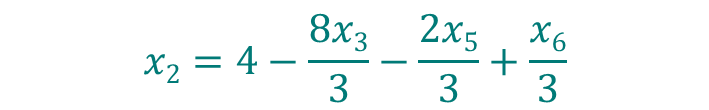 x₂ = 4 − 8x₃/3 − 2x₅/3 + x₆/3